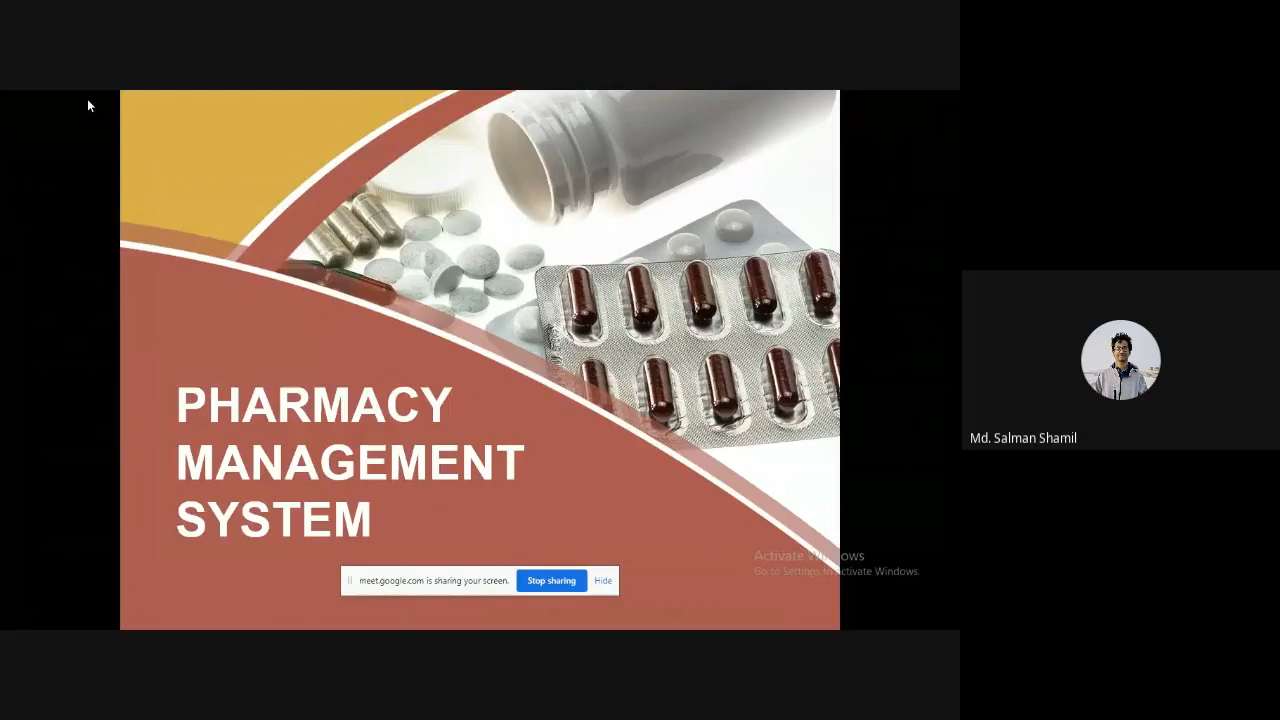 PHARMACY
MANAGEMENT
SYSTEM
meet.google.com is sharing your screen. Stop sharing Hide
Activate Windows
Go to Settings to activate Windows.
Md. Salman Shamil